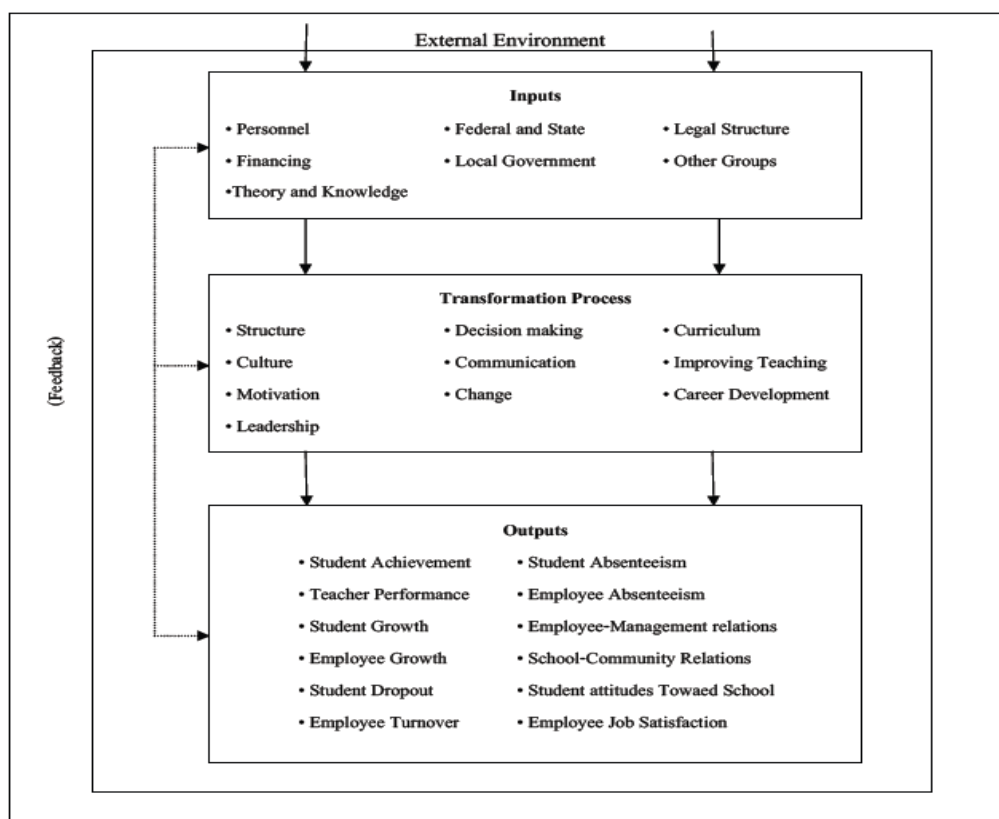 External Environment
Inputs
• Personnel
• Federal and State
• Legal Structure
• Financing
• Local Government
• Other Groups
•Theory and Knowledge
(Feedback)
Transformation Process
• Structure
• Decision making
• Curriculum
• Culture
• Communication
• Improving Teaching
• Motivation
• Change
• Career Development
• Leadership
Outputs
• Student Achievement
• Student Absenteeism
• Teacher Performance
• Employee Absenteeism
• Student Growth
• Employee-Management relations
• Employee Growth
• School-Community Relations
• Student Dropout
• Student attitudes Towaed School
• Employee Turnover
• Employee Job Satisfaction